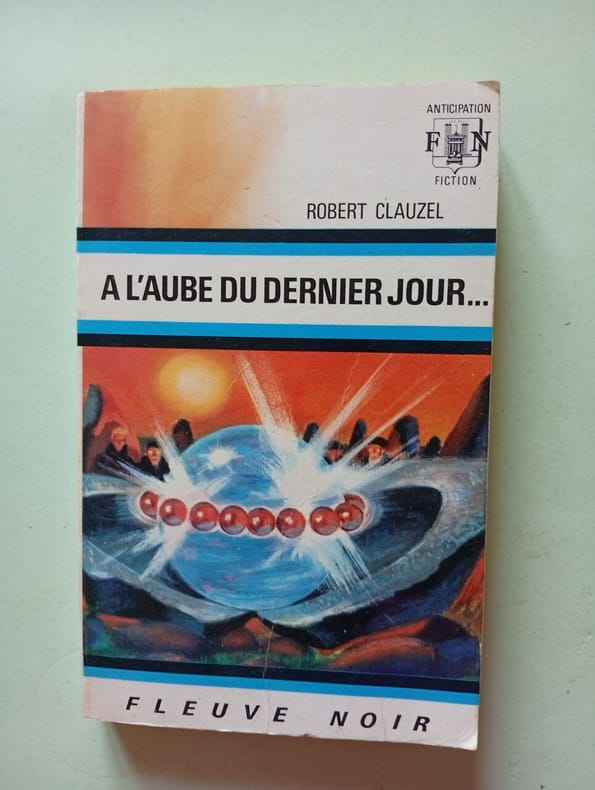 ANTICIPATION
F N
FICTION
ROBERT CLAUZEL
A L'AUBE DU DERNIER JOUR...
FLEUVE NOIR